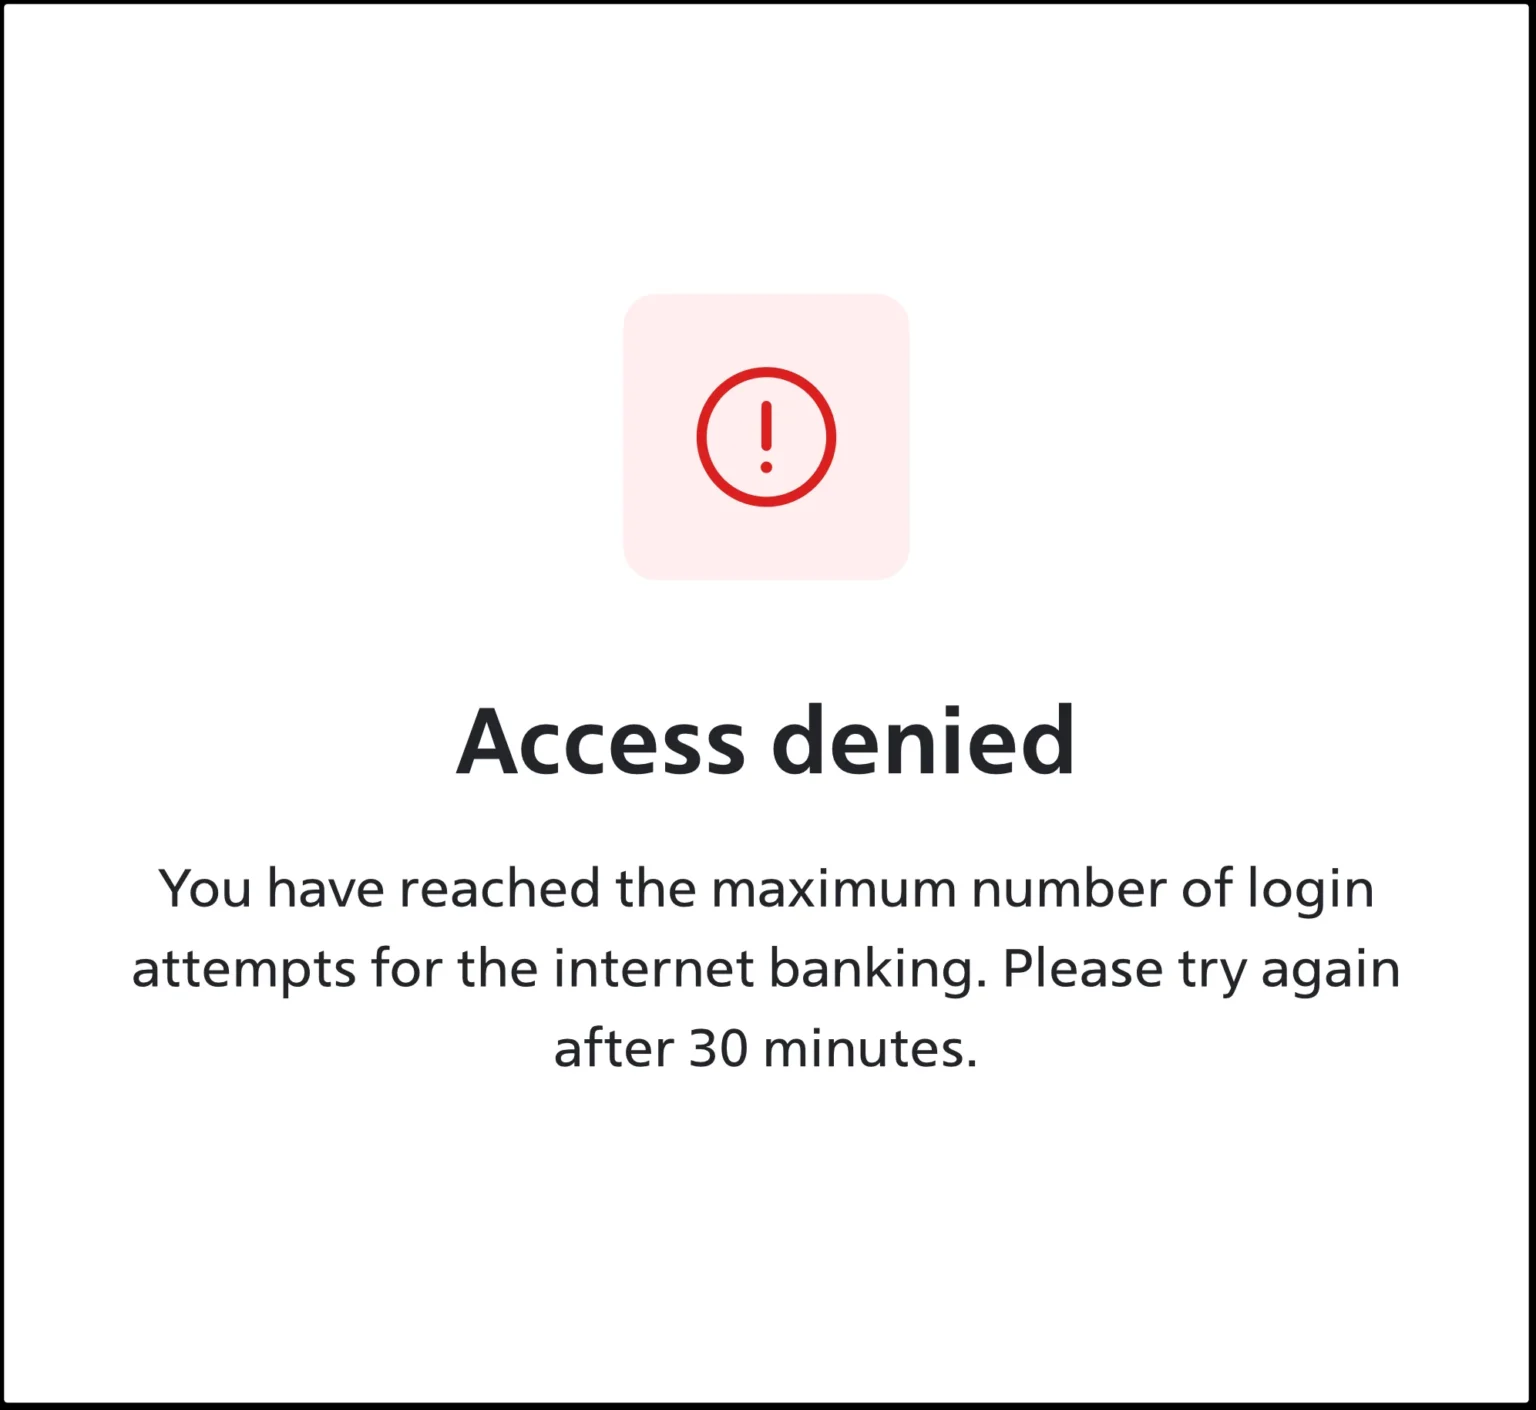 Access denied
You have reached the maximum number of login
attempts for the internet banking. Please try again
after 30 minutes.